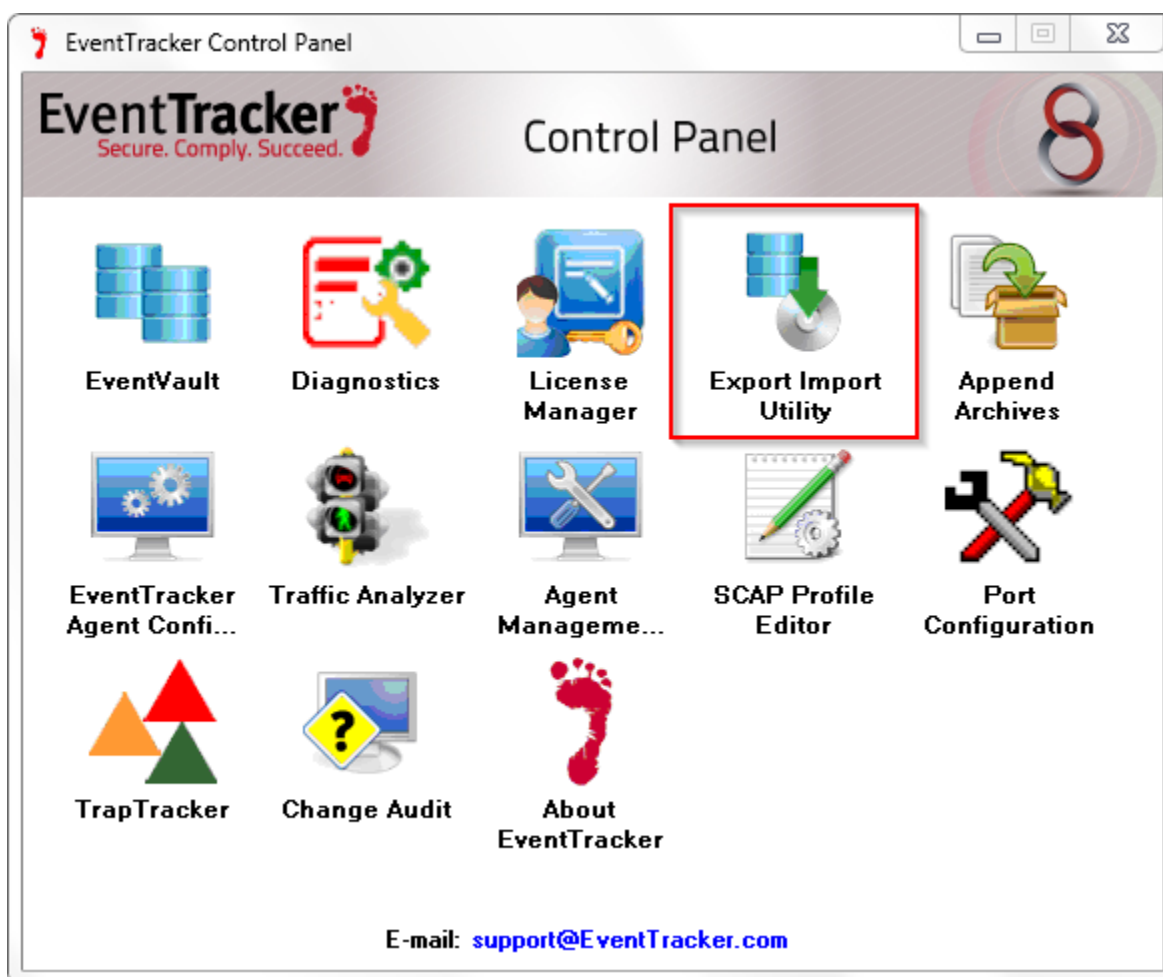 EventTracker Control Panel
EventTracker
Secure. Comply. Succeed.
Control Panel
8
EventVault
Diagnostics
License
Manager
Export Import
Utility
Append
Archives
EventTracker
Agent Confi...
Traffic Analyzer
Agent
Manageme...
SCAP Profile
Editor
Port
Configuration
TrapTracker
?
Change Audit
About
EventTracker
E-mail: support@EventTracker.com